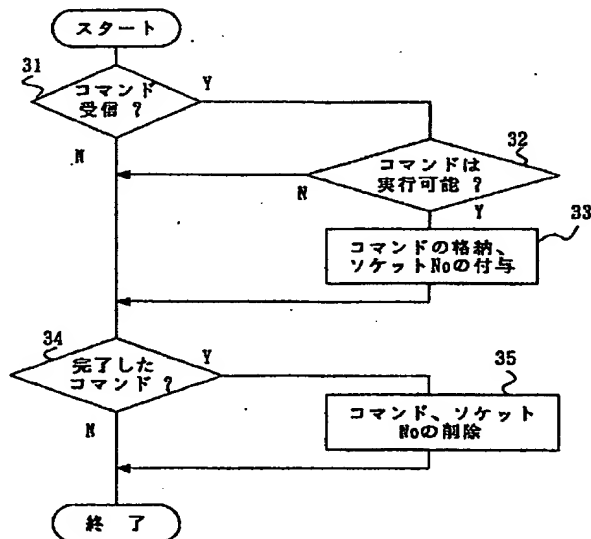 スタート
31
コマンド
受信 ?
Y
N
32
コマンドは
実行可能 ?
N
Y
33
コマンドの格納、
ソケットNoの付与
34
完了した
コマンド ?
Y
N
35
コマンド、ソケット
Noの削除
終 了